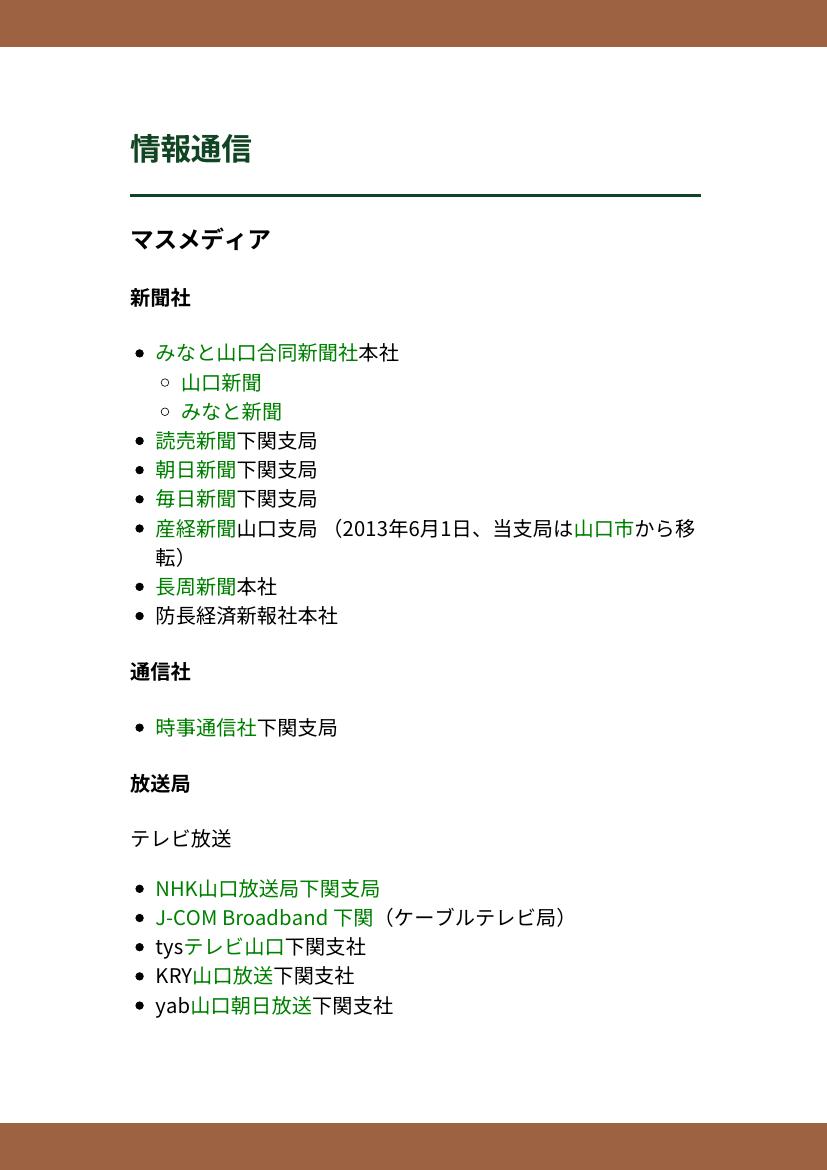 情報通信
マスメディア
新聞社
みなと山口合同新聞社本社
山口新聞
みなと新聞
読売新聞下関支局
朝日新聞下関支局
毎日新聞下関支局
産経新聞山口支局 （2013年6月1日、当支局は山口市から移
転）
長周新聞本社
防長経済新報社本社
通信社
時事通信社下関支局
放送局
テレビ放送
NHK山口放送局下関支局
J-COM Broadband 下関（ケーブルテレビ局）
tysテレビ山口下関支社
KRY山口放送下関支社
yab山口朝日放送下関支社